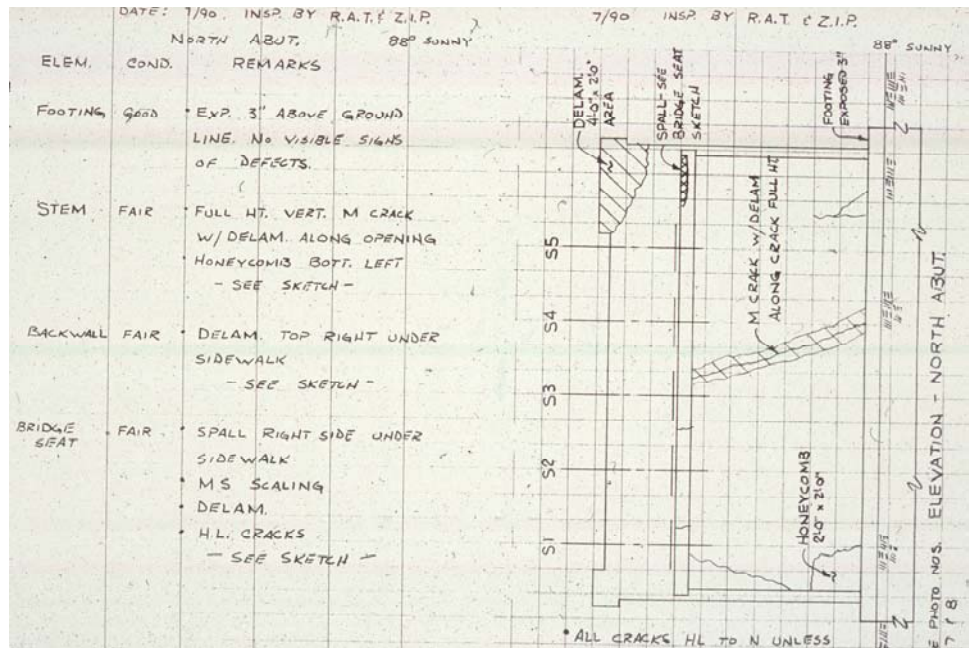 DATE: 7/90. INSP. BY R.A.T. & Z.I.P.
NORTH ABUT. 88° SUNNY
ELEM. COND. REMARKS
FOOTING GOOD • EXP. 3" ABOVE GROUND
LINE. NO VISIBLE SIGNS
OF DEFECTS.
STEM FAIR • FULL HT. VERT. M CRACK
W/DELAM. ALONG OPENING
• HONEYCOMB BOTT. LEFT
- SEE SKETCH -
BACKWALL FAIR • DELAM. TOP RIGHT UNDER
SIDEWALK
- SEE SKETCH -
BRIDGE SEAT FAIR • SPALL RIGHT SIDE UNDER
SIDEWALK
• MS SCALING
• DELAM.
• H.L. CRACKS
- SEE SKETCH -
7/90 INSP. BY R.A.T. & Z.I.P.
88° SUNNY
DELAM.
4'-0" x 2'-0"
AREA
SPALL-SEE
BRIDGE SEAT
SKETCH
FOOTING
EXPOSED 3"
M CRACK W/DELAM
ALONG CRACK FULL HT
S5
S4
S3
S2
S1
HONEYCOMB
2'-0" x 2'-0"
ELEVATION - NORTH ABUT.
PHOTO NOS.
7 & 8
• ALL CRACKS HL TO N UNLESS